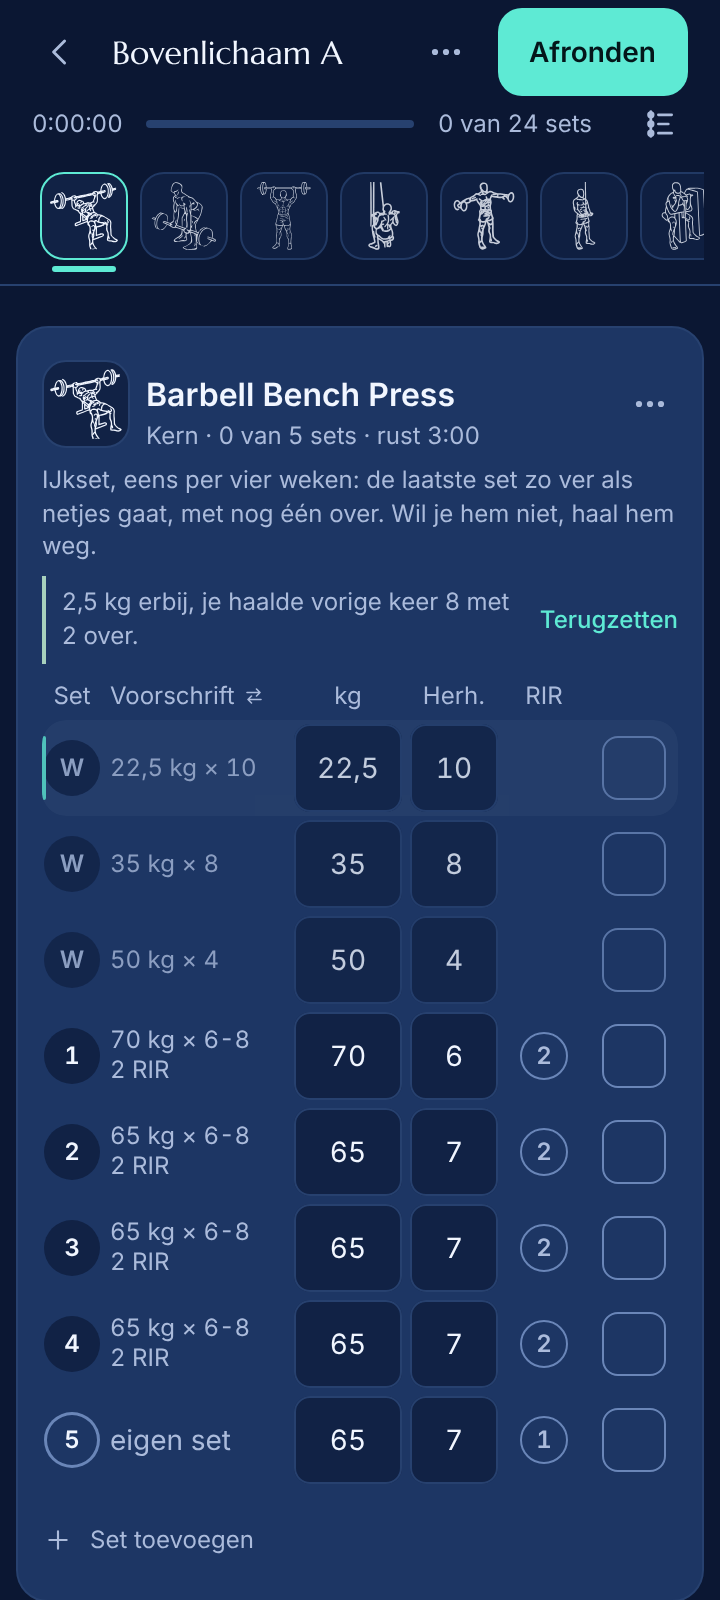 Bovenlichaam A
Afronden
0:00:00
0 van 24 sets
Barbell Bench Press
Kern · 0 van 5 sets · rust 3:00
IJkset, eens per vier weken: de laatste set zo ver als
netjes gaat, met nog één over. Wil je hem niet, haal hem
weg.
2,5 kg erbij, je haalde vorige keer 8 met
2 over.
Terugzetten
Set Voorschrift ⇄ kg Herh. RIR
W 22,5 kg × 10 22,5 10
W 35 kg × 8 35 8
W 50 kg × 4 50 4
1 70 kg × 6-8 70 6 2
2 RIR
2 65 kg × 6-8 65 7 2
2 RIR
3 65 kg × 6-8 65 7 2
2 RIR
4 65 kg × 6-8 65 7 2
2 RIR
5 eigen set 65 7 1
+ Set toevoegen